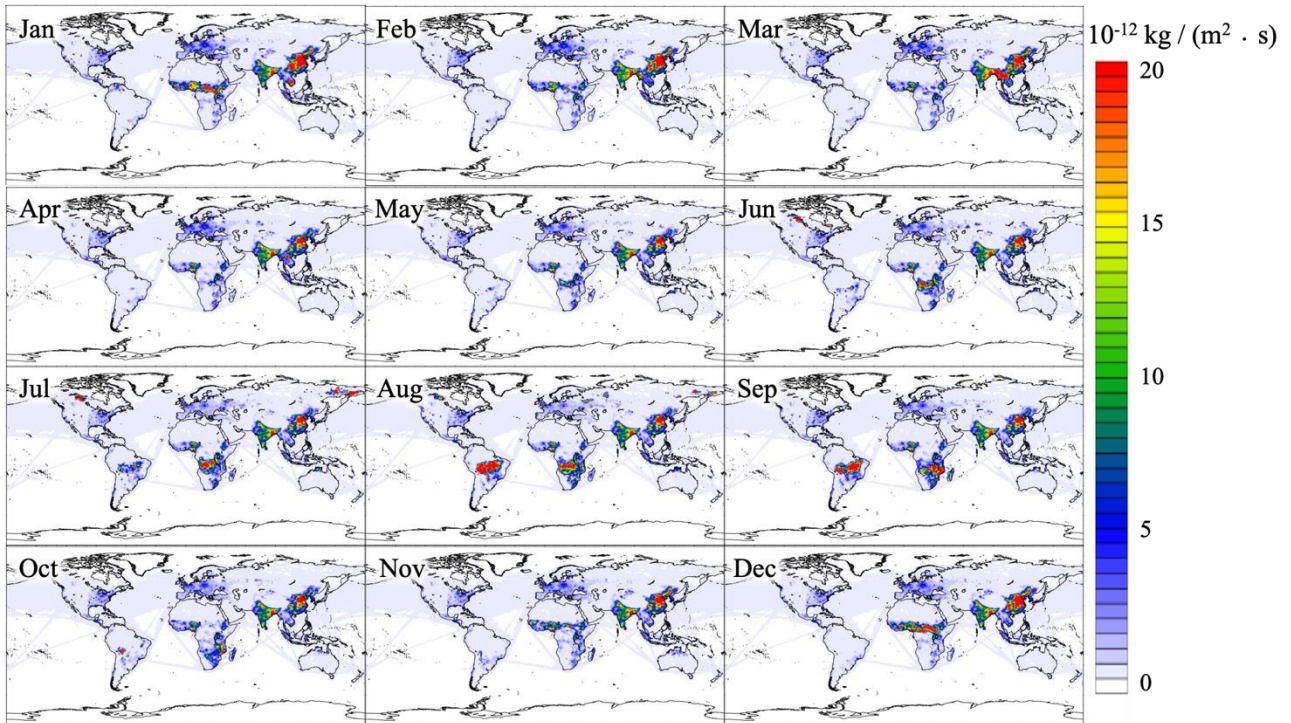 Jan
Feb
Mar
10⁻¹² kg / (m² · s)
20
Apr
May
Jun
15
10
Jul
Aug
Sep
5
Oct
Nov
Dec
0